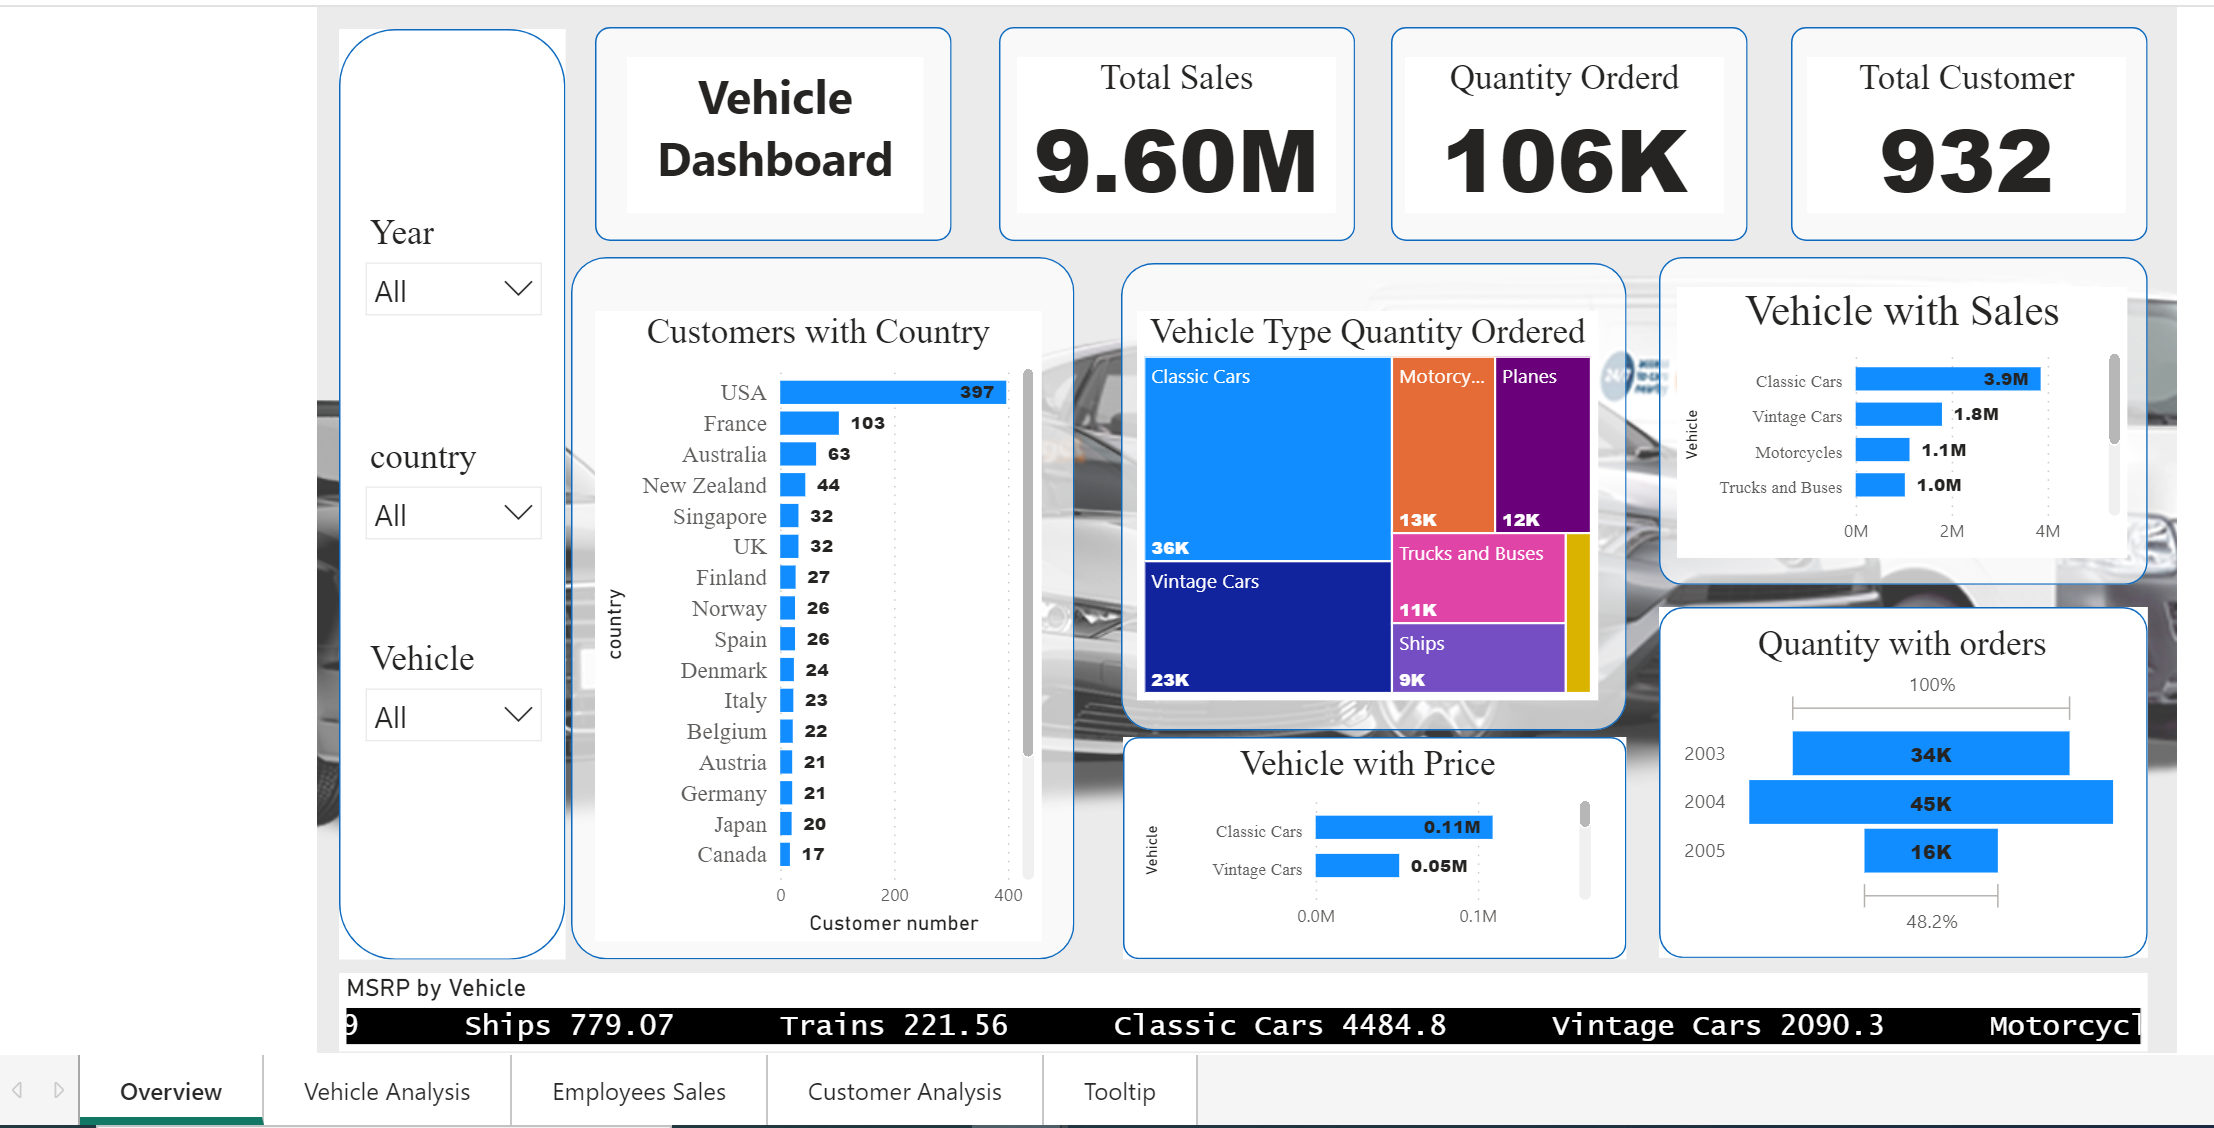 Vehicle
Dashboard
Total Sales
9.60M
Quantity Orderd
106K
Total Customer
932
Year
All
country
All
Vehicle
All
Customers with Country
country
USA 397
France 103
Australia 63
New Zealand 44
Singapore 32
UK 32
Finland 27
Norway 26
Spain 26
Denmark 24
Italy 23
Belgium 22
Austria 21
Germany 21
Japan 20
Canada 17
0 200 400
Customer number
Vehicle Type Quantity Ordered
Classic Cars
36K
Vintage Cars
23K
Motorcy...
13K
Planes
12K
Trucks and Buses
11K
Ships
9K
Vehicle with Price
Vehicle
Classic Cars 0.11M
Vintage Cars 0.05M
0.0M 0.1M
Vehicle with Sales
Vehicle
Classic Cars 3.9M
Vintage Cars 1.8M
Motorcycles 1.1M
Trucks and Buses 1.0M
0M 2M 4M
24/7
Quantity with orders
100%
2003 34K
2004 45K
2005 16K
48.2%
MSRP by Vehicle
9 Ships 779.07 Trains 221.56 Classic Cars 4484.8 Vintage Cars 2090.3 Motorcycl
Overview Vehicle Analysis Employees Sales Customer Analysis Tooltip